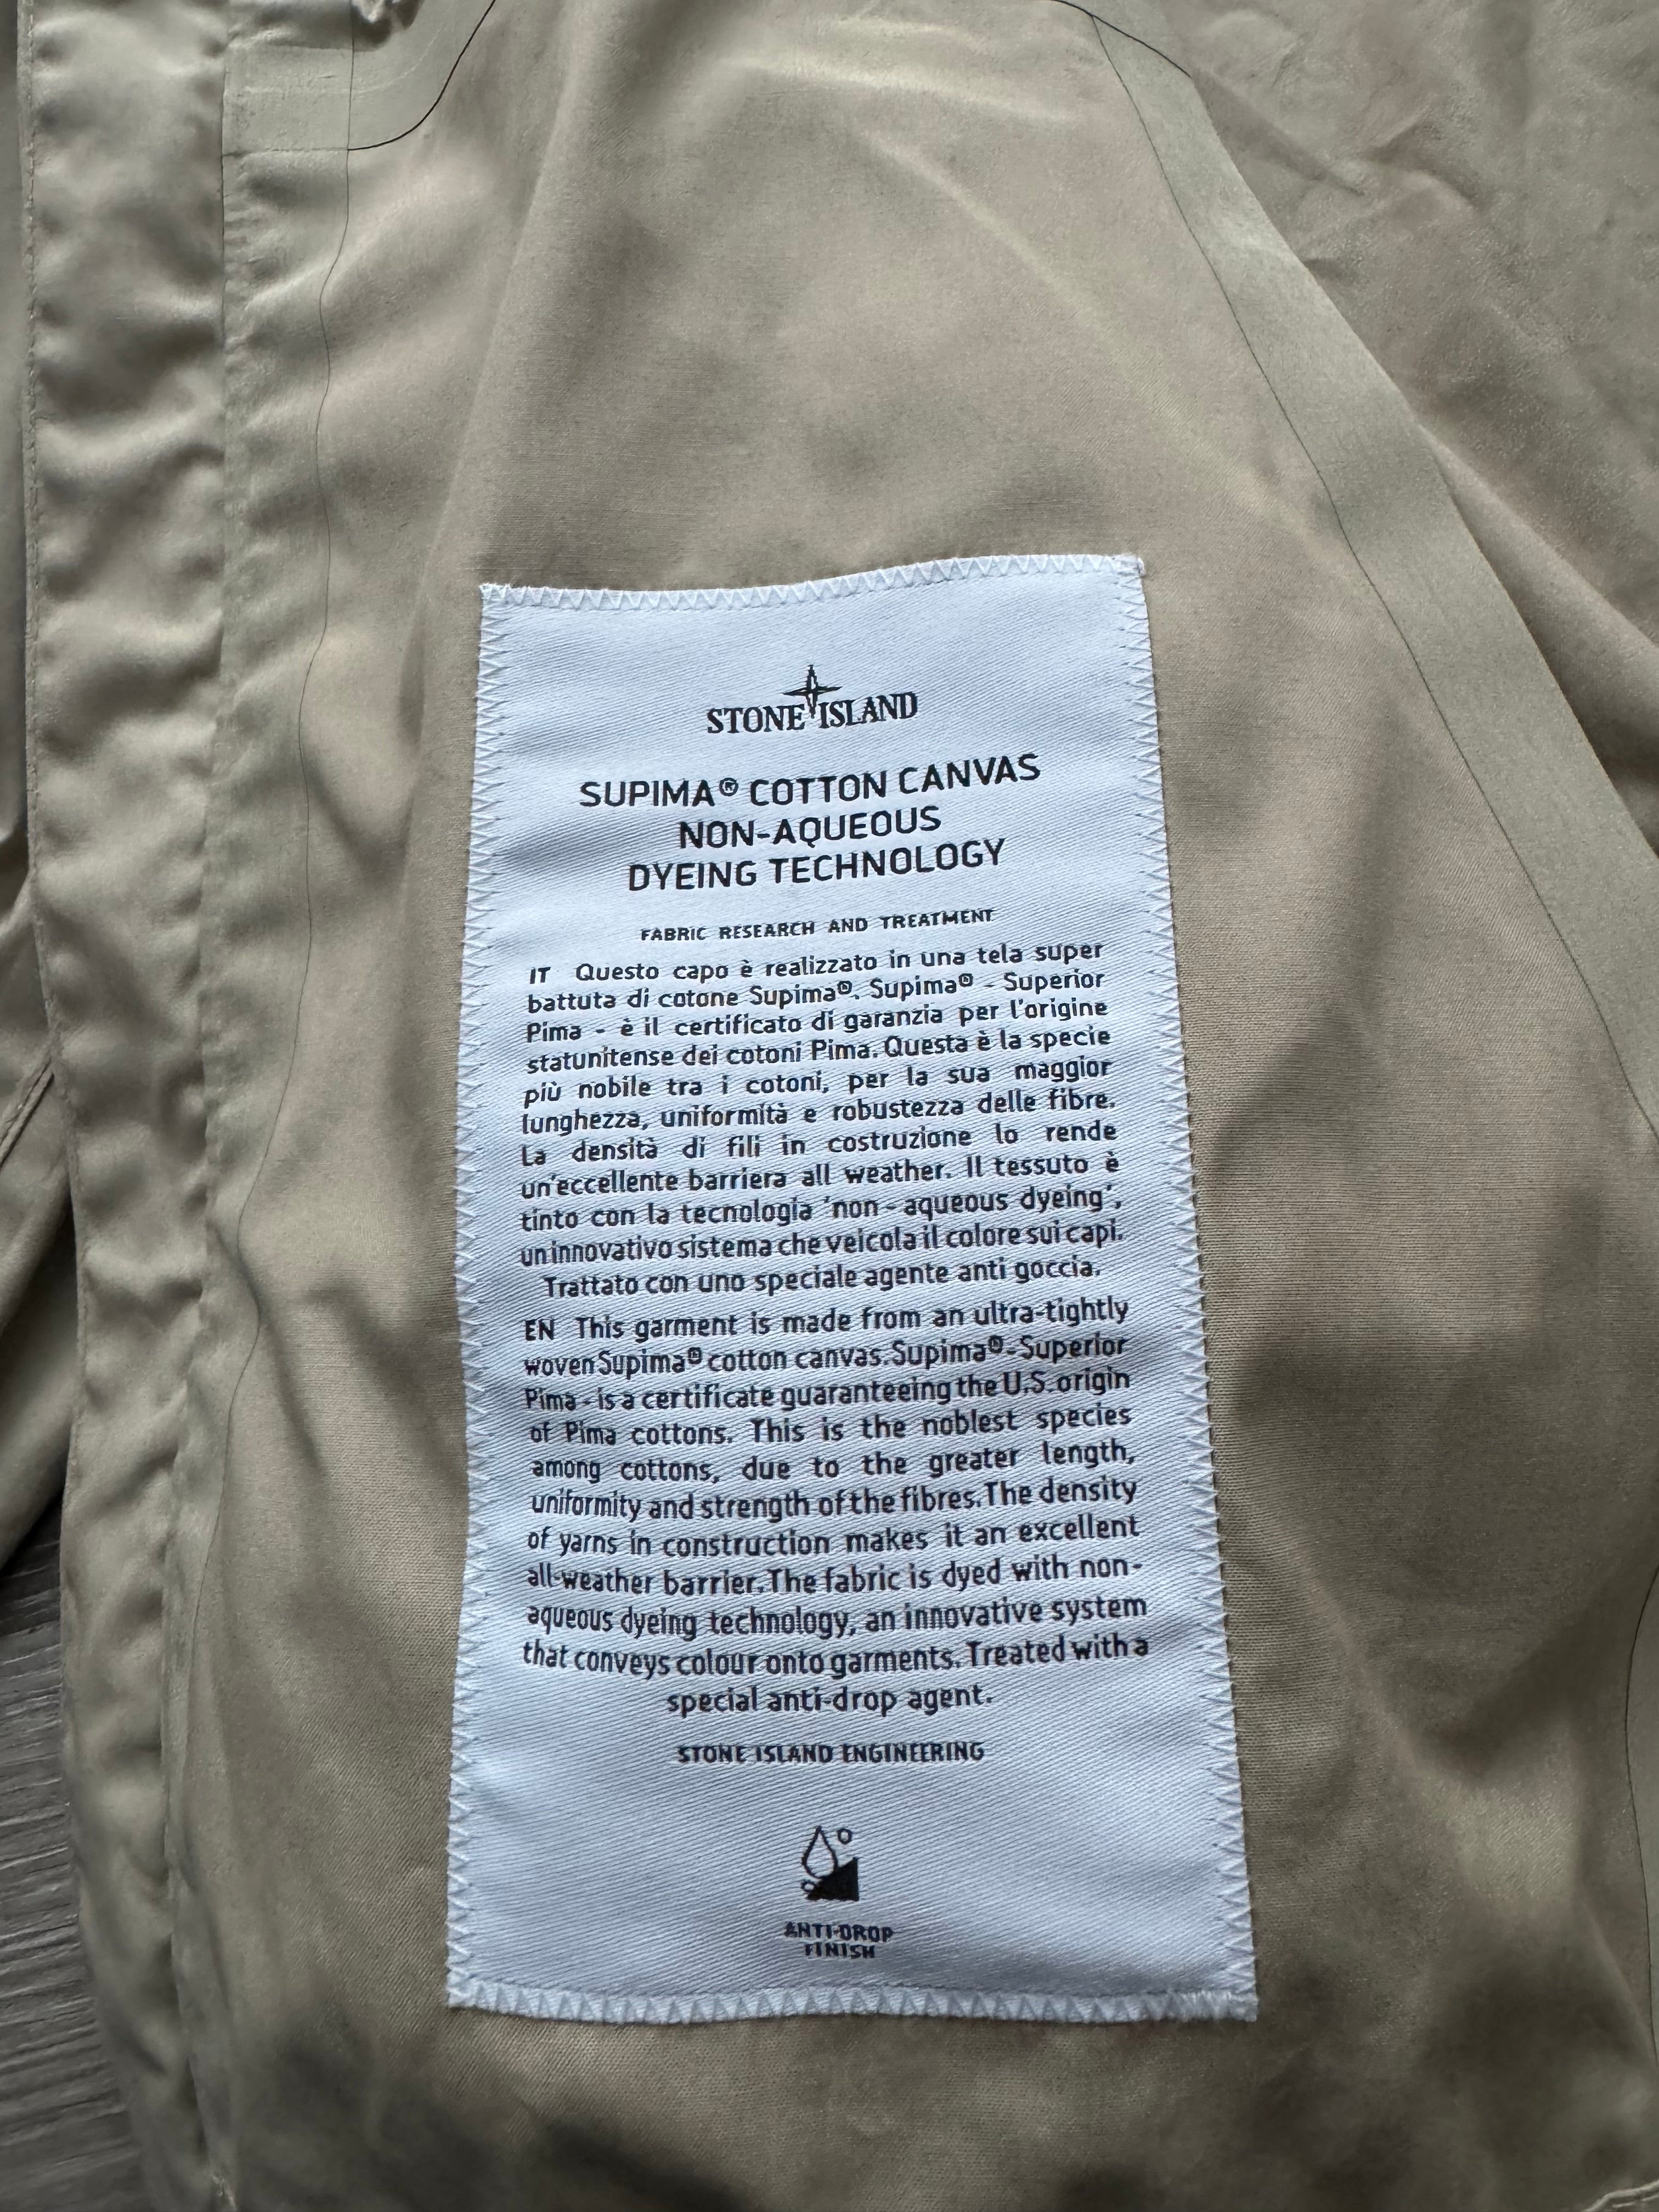 STONE ISLAND
SUPIMA® COTTON CANVAS
NON-AQUEOUS
DYEING TECHNOLOGY
FABRIC RESEARCH AND TREATMENT
IT Questo capo è realizzato in una tela super
battuta di cotone Supima®. Supima® - Superior
Pima - è il certificato di garanzia per l'origine
statunitense dei cotoni Pima. Questa è la specie
più nobile tra i cotoni, per la sua maggior
lunghezza, uniformità e robustezza delle fibre.
La densità di fili in costruzione lo rende
un'eccellente barriera all weather. Il tessuto è
tinto con la tecnologia 'non-aqueous dyeing',
un innovativo sistema che veicola il colore sui capi.
Trattato con uno speciale agente anti goccia.
EN This garment is made from an ultra-tightly
woven Supima® cotton canvas. Supima® - Superior
Pima - is a certificate guaranteeing the U.S. origin
of Pima cottons. This is the noblest species
among cottons, due to the greater length,
uniformity and strength of the fibres. The density
of yarns in construction makes it an excellent
all-weather barrier. The fabric is dyed with non-
aqueous dyeing technology, an innovative system
that conveys colour onto garments. Treated with a
special anti-drop agent.
STONE ISLAND ENGINEERING
ANTI-DROP
FINISH